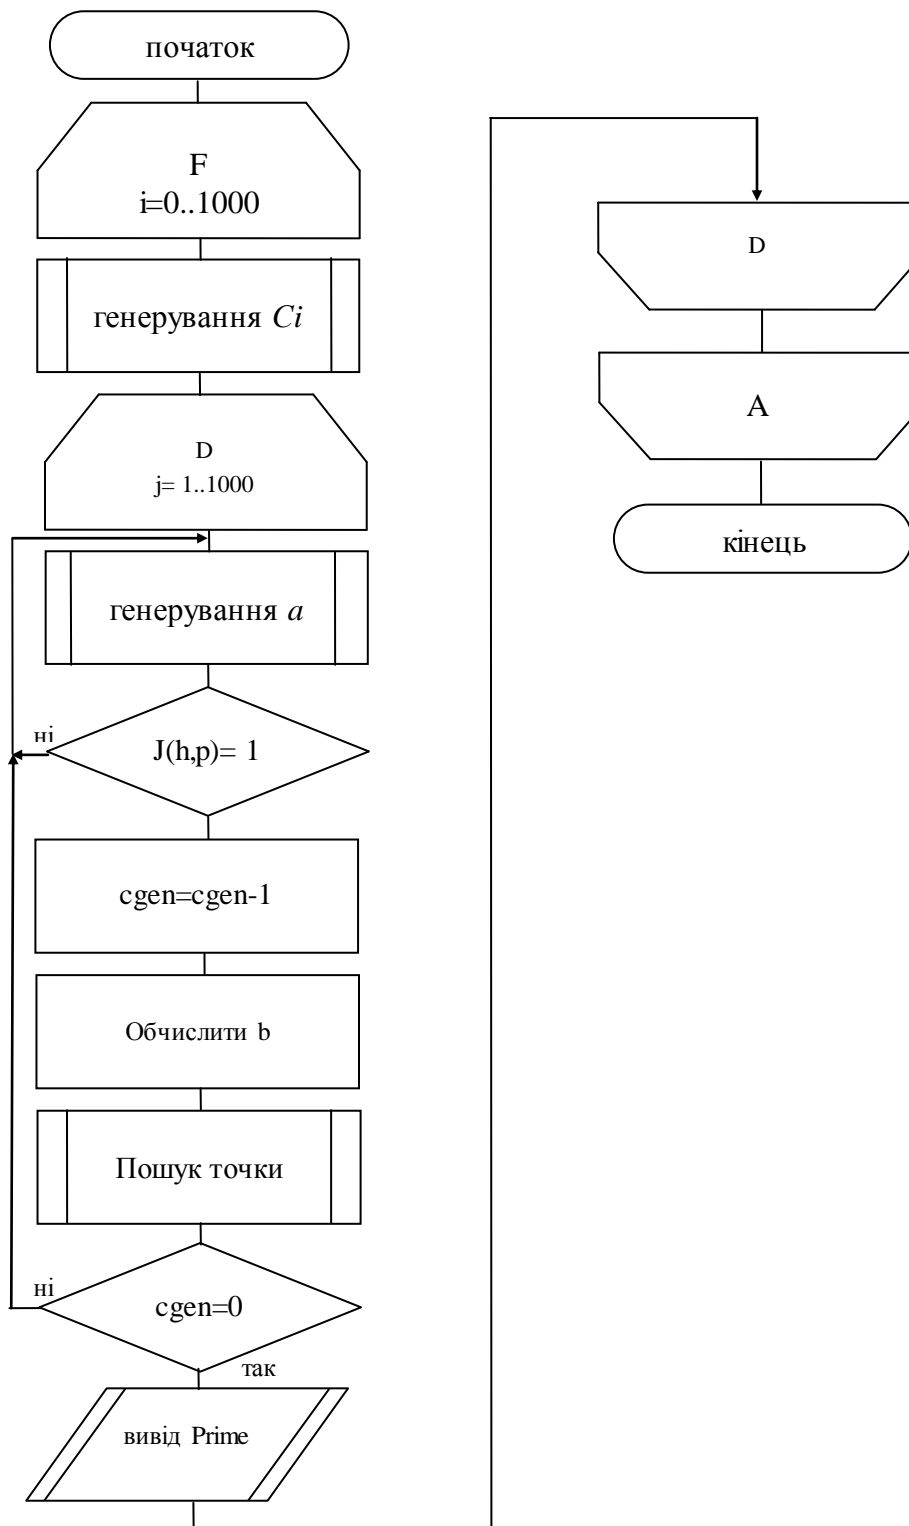 початок
F
i=0..1000
генерування Ci
D
j= 1..1000
генерування a
ні
J(h,p)= 1
cgen=cgen-1
Обчислити b
Пошук точки
ні
cgen=0
так
вивід Prime
D
A
кінець